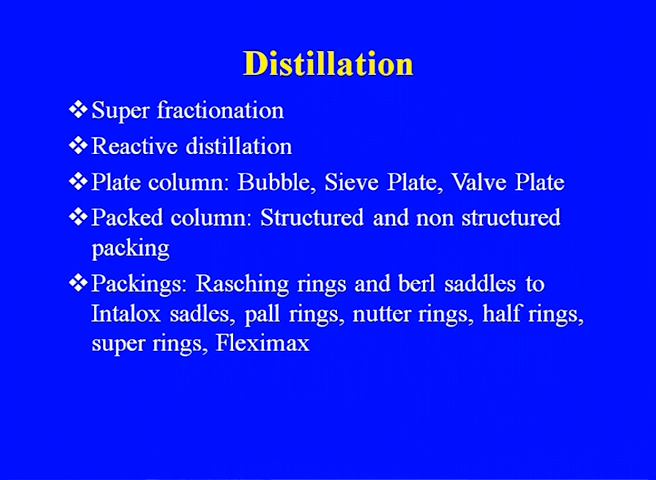 Distillation
❖Super fractionation
❖Reactive distillation
❖Plate column: Bubble, Sieve Plate, Valve Plate
❖Packed column: Structured and non structured
packing
❖Packings: Rasching rings and berl saddles to
Intalox sadles, pall rings, nutter rings, half rings,
super rings, Fleximax